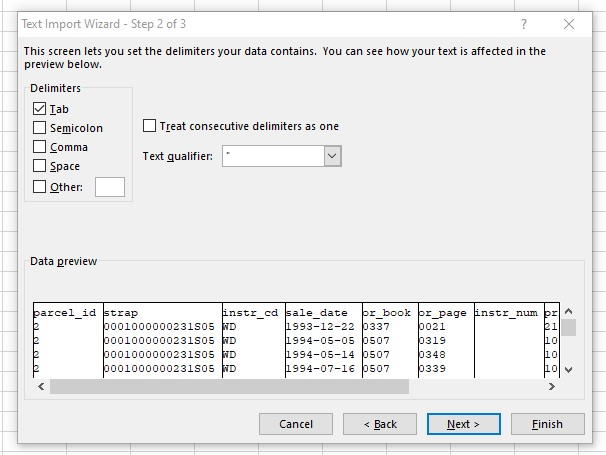 Text Import Wizard - Step 2 of 3 ? ×
This screen lets you set the delimiters your data contains. You can see how your text is affected in the
preview below.
Delimiters
Tab
Semicolon
Comma
Space
Other:
Treat consecutive delimiters as one
Text qualifier: "
Data preview
parcel_id strap instr_cd sale_date or_book or_page instr_num pr
2 0001000000231S05 WD 1993-12-22 0337 0021 21
2 0001000000231S05 WD 1994-05-05 0507 0319 10
2 0001000000231S05 WD 1994-05-14 0507 0348 10
2 0001000000231S05 WD 1994-07-16 0507 0339 10
Cancel < Back Next > Finish